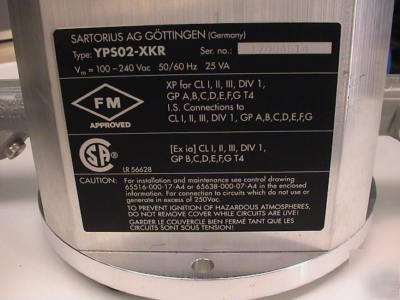 SARTORIUS AG GÖTTINGEN (Germany)
Type: YPS02-XKR Ser. no.:
Vm = 100-240 Vac 50/60 Hz 25 VA
FM
APPROVED
XP for CL I, II, III, DIV 1,
GP A,B,C,D,E,F,G T4
I.S. Connections to
CL I, II, III, DIV 1, GP A,B,C,D,E,F,G
SA
LR 56628
[Ex ia] CL I, II, III, DIV 1,
GP B,C,D,E,F,G T4
CAUTION: For installation and maintenance see control drawing
65516-000-17-A4 or 65638-000-07-A4 in the enclosed
information. For connection to circuits which do not use or
generate in excess of 250Vac.
TO PREVENT IGNITION OF HAZARDOUS ATMOSPHERES,
DO NOT REMOVE COVER WHILE CIRCUITS ARE LIVE!
GARDER LE COUVERCLE BIEN FERMÉ TANT QUE LES
CIRCUITS SONT SOUS TENSION!